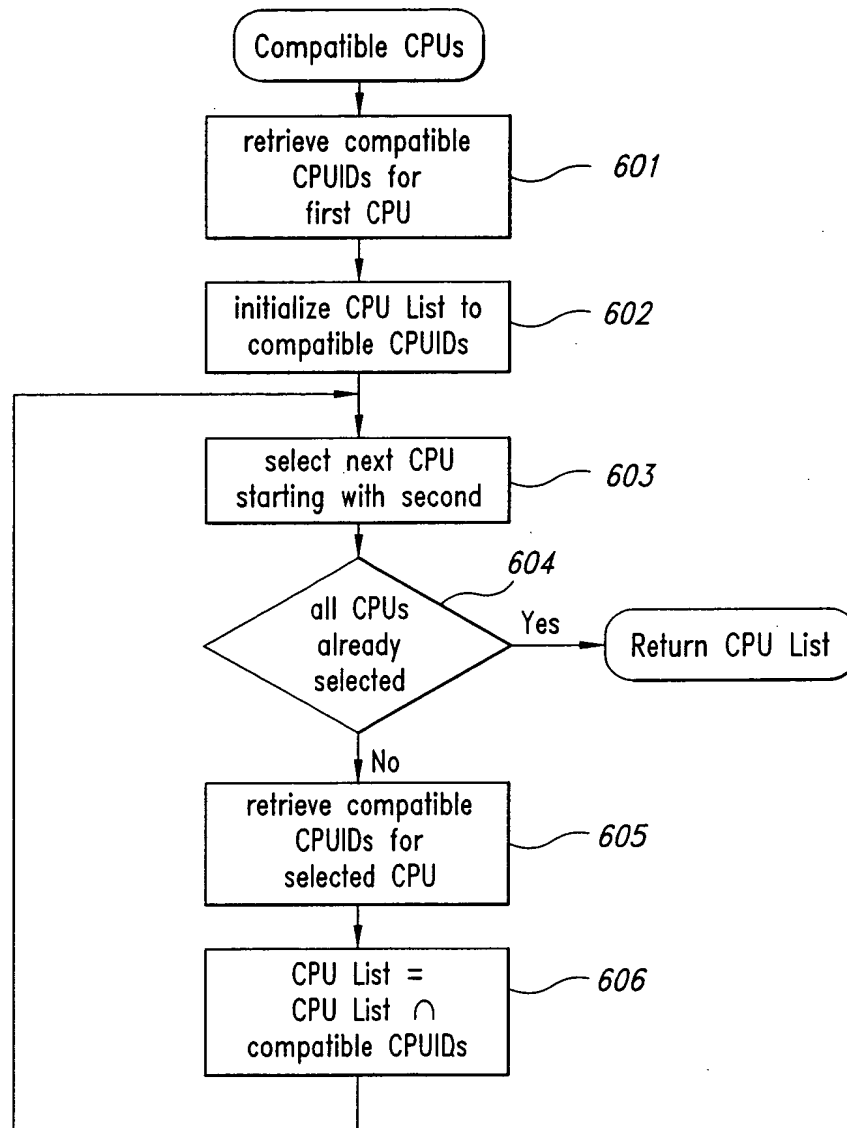 Compatible CPUs
retrieve compatible
CPUIDs for
first CPU
601
initialize CPU List to
compatible CPUIDs
602
select next CPU
starting with second
603
604
all CPUs
already
selected
Yes
Return CPU List
No
retrieve compatible
CPUIDs for
selected CPU
605
CPU List =
CPU List ∩
compatible CPUIDs
606